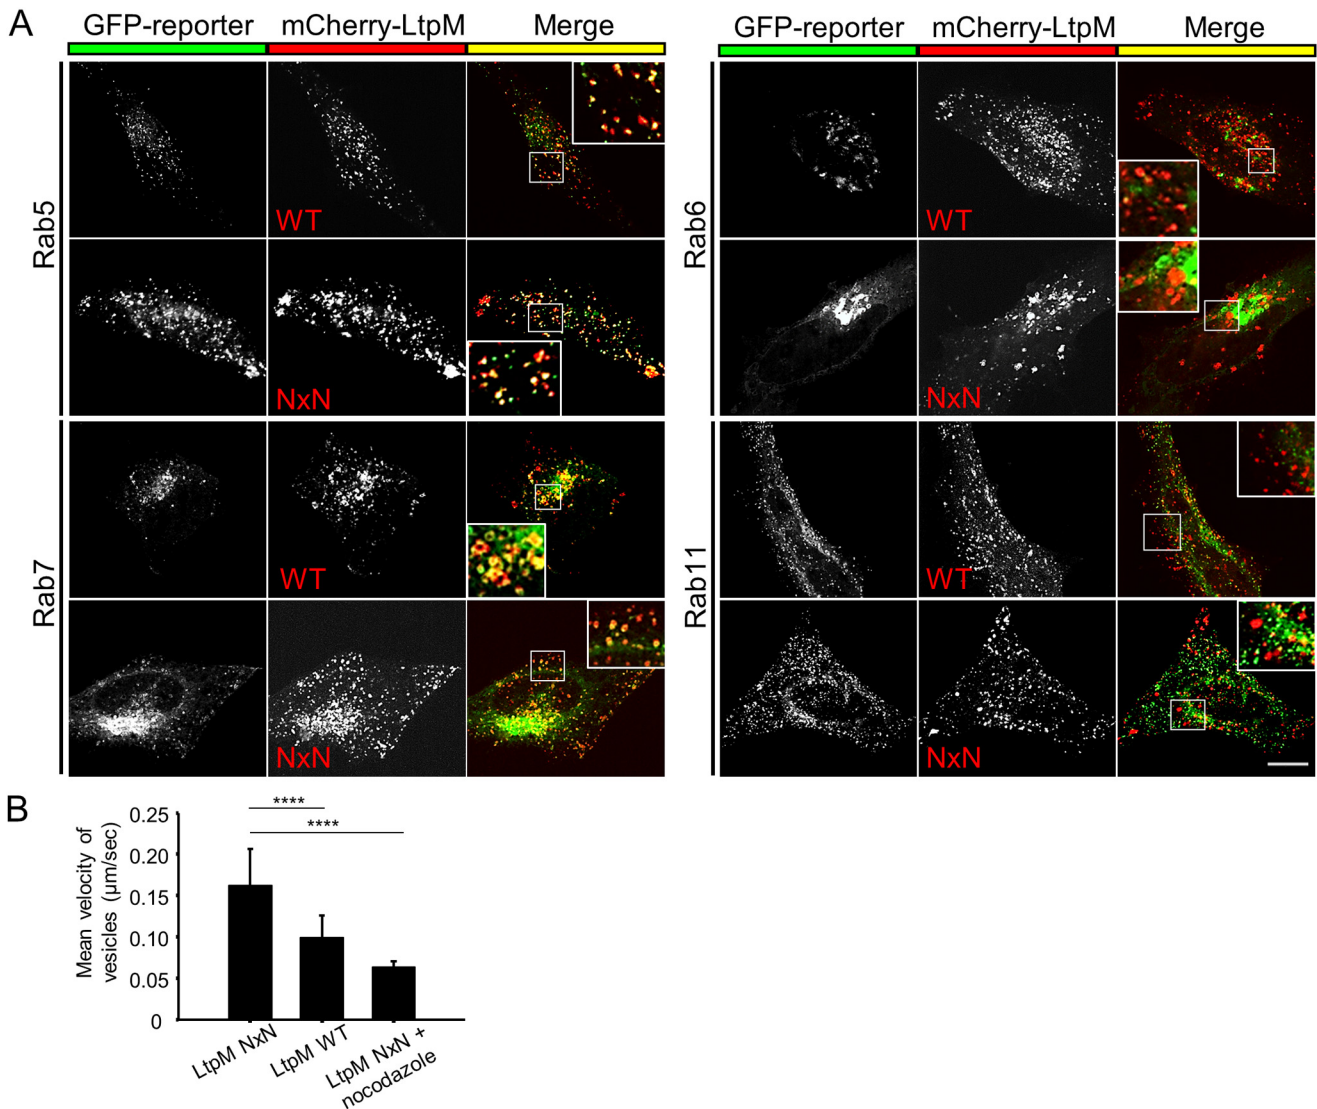 A
GFP-reporter mCherry-LtpM Merge
GFP-reporter mCherry-LtpM Merge
Rab5
WT
NxN
Rab7
WT
NxN
Rab6
WT
NxN
Rab11
WT
NxN
B
Mean velocity of
vesicles (µm/sec)
0.25
0.20
0.15
0.10
0.05
0
****
****
LtpM NxN
LtpM WT
LtpM NxN +
nocodazole